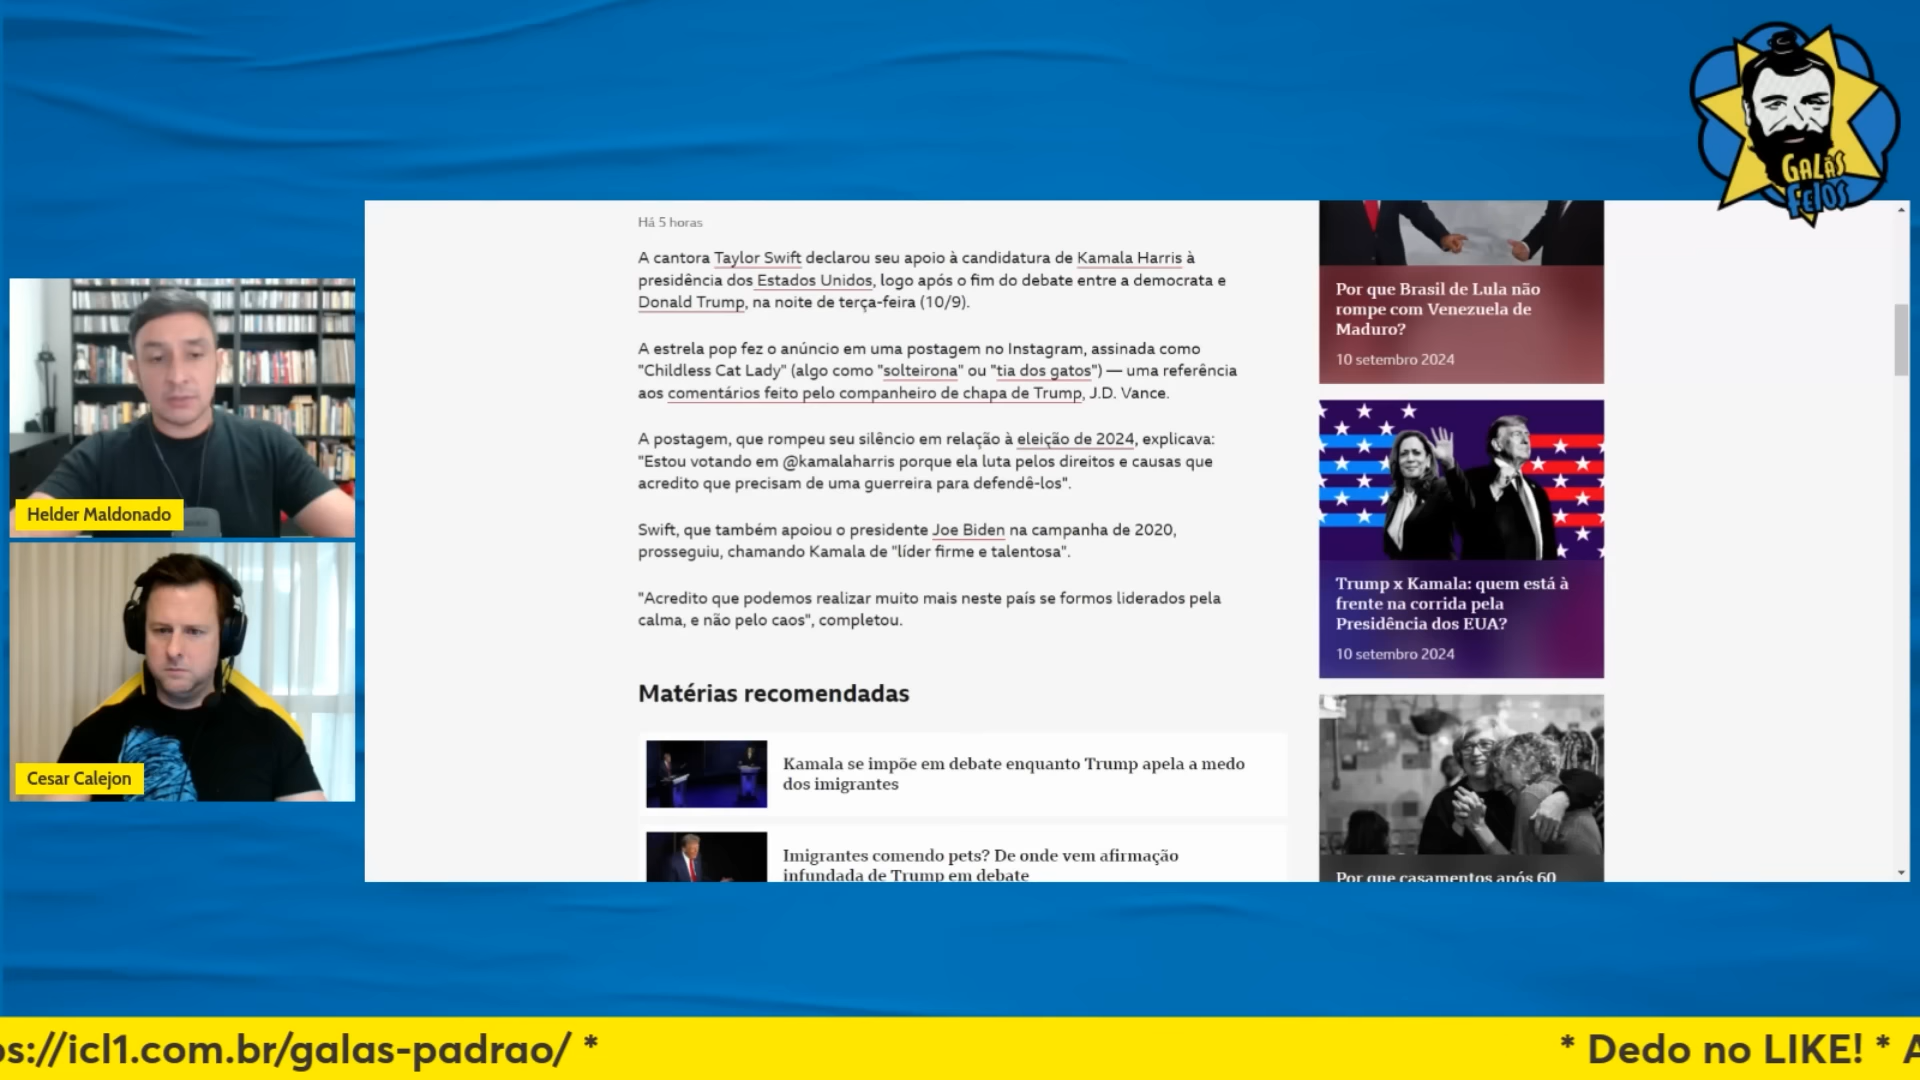 GALÃS
FEIOS
Há 5 horas
A cantora Taylor Swift declarou seu apoio à candidatura de Kamala Harris à
presidência dos Estados Unidos, logo após o fim do debate entre a democrata e
Donald Trump, na noite de terça-feira (10/9).
A estrela pop fez o anúncio em uma postagem no Instagram, assinada como
"Childless Cat Lady" (algo como "solteirona" ou "tia dos gatos") — uma referência
aos comentários feito pelo companheiro de chapa de Trump, J.D. Vance.
A postagem, que rompeu seu silêncio em relação à eleição de 2024, explicava:
"Estou votando em @kamalaharris porque ela luta pelos direitos e causas que
acredito que precisam de uma guerreira para defendê-los".
Swift, que também apoiou o presidente Joe Biden na campanha de 2020,
prosseguiu, chamando Kamala de "líder firme e talentosa".
"Acredito que podemos realizar muito mais neste país se formos liderados pela
calma, e não pelo caos", completou.
Matérias recomendadas
Kamala se impõe em debate enquanto Trump apela a medo
dos imigrantes
Imigrantes comendo pets? De onde vem afirmação
infundada de Trump em debate
Por que Brasil de Lula não
rompe com Venezuela de
Maduro?
10 setembro 2024
Trump x Kamala: quem está à
frente na corrida pela
Presidência dos EUA?
10 setembro 2024
Por que casamentos após 60
Helder Maldonado
Cesar Calejon
ps://icl1.com.br/galas-padrao/ * * Dedo no LIKE! * A